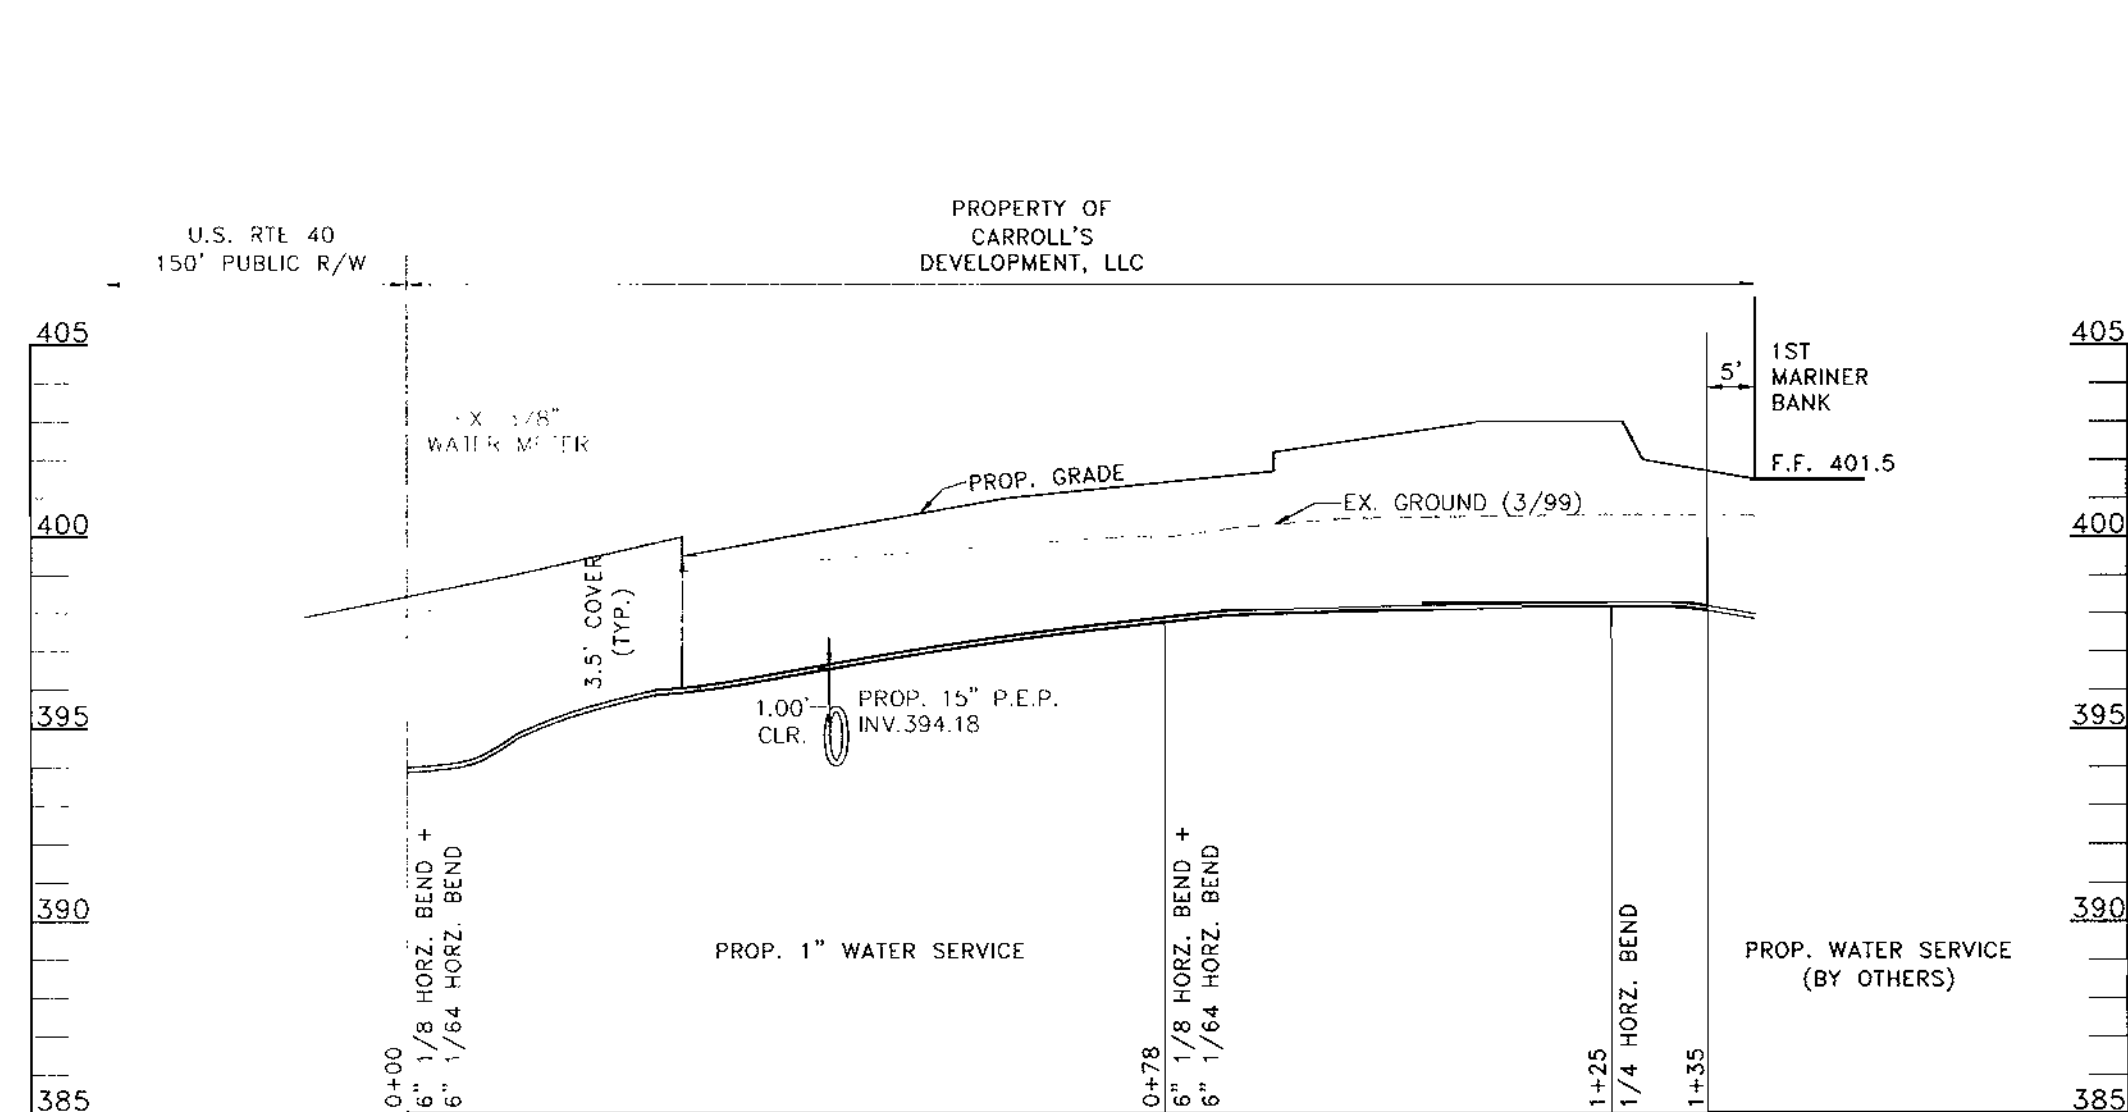 PROPERTY OF
CARROLL'S
DEVELOPMENT, LLC
U.S. RTE 40
150' PUBLIC R/W
405
405
1ST
MARINER
BANK
5'
WATER METER
F.F. 401.5
PROP. GRADE
EX. GROUND (3/99)
400
400
3.5' COVER
(TYP.)
1.00'
CLR.
PROP. 15" P.E.P.
INV.394.18
395
395
390
390
PROP. 1" WATER SERVICE
PROP. WATER SERVICE
(BY OTHERS)
0+00
6" 1/8 HORZ. BEND +
6" 1/64 HORZ. BEND
0+78
6" 1/8 HORZ. BEND +
6" 1/64 HORZ. BEND
1+25
1/4 HORZ. BEND
1+35
385
385